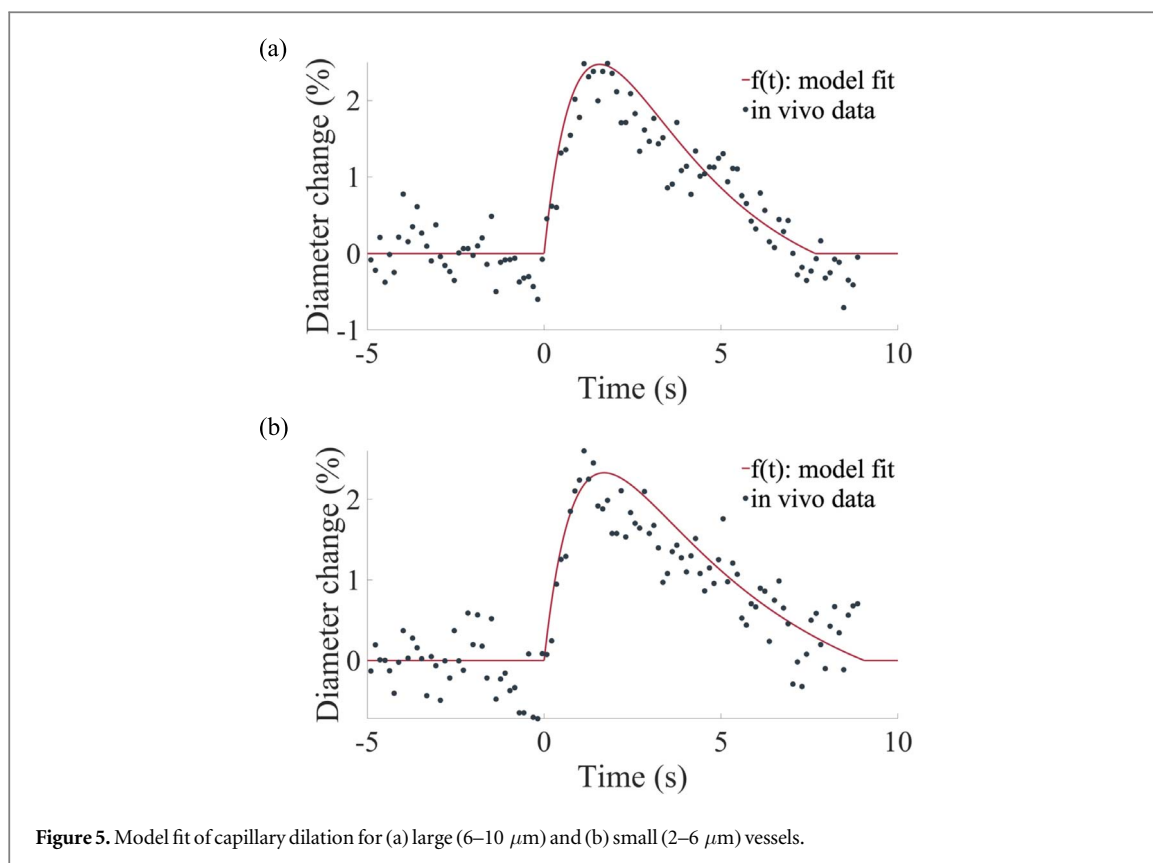 (a)
Diameter change (%)
2
1
0
-1
-5
0
5
10
Time (s)
f(t): model fit
in vivo data
(b)
Diameter change (%)
2
1
0
-5
0
5
10
Time (s)
f(t): model fit
in vivo data
Figure 5. Model fit of capillary dilation for (a) large (6–10 μm) and (b) small (2–6 μm) vessels.